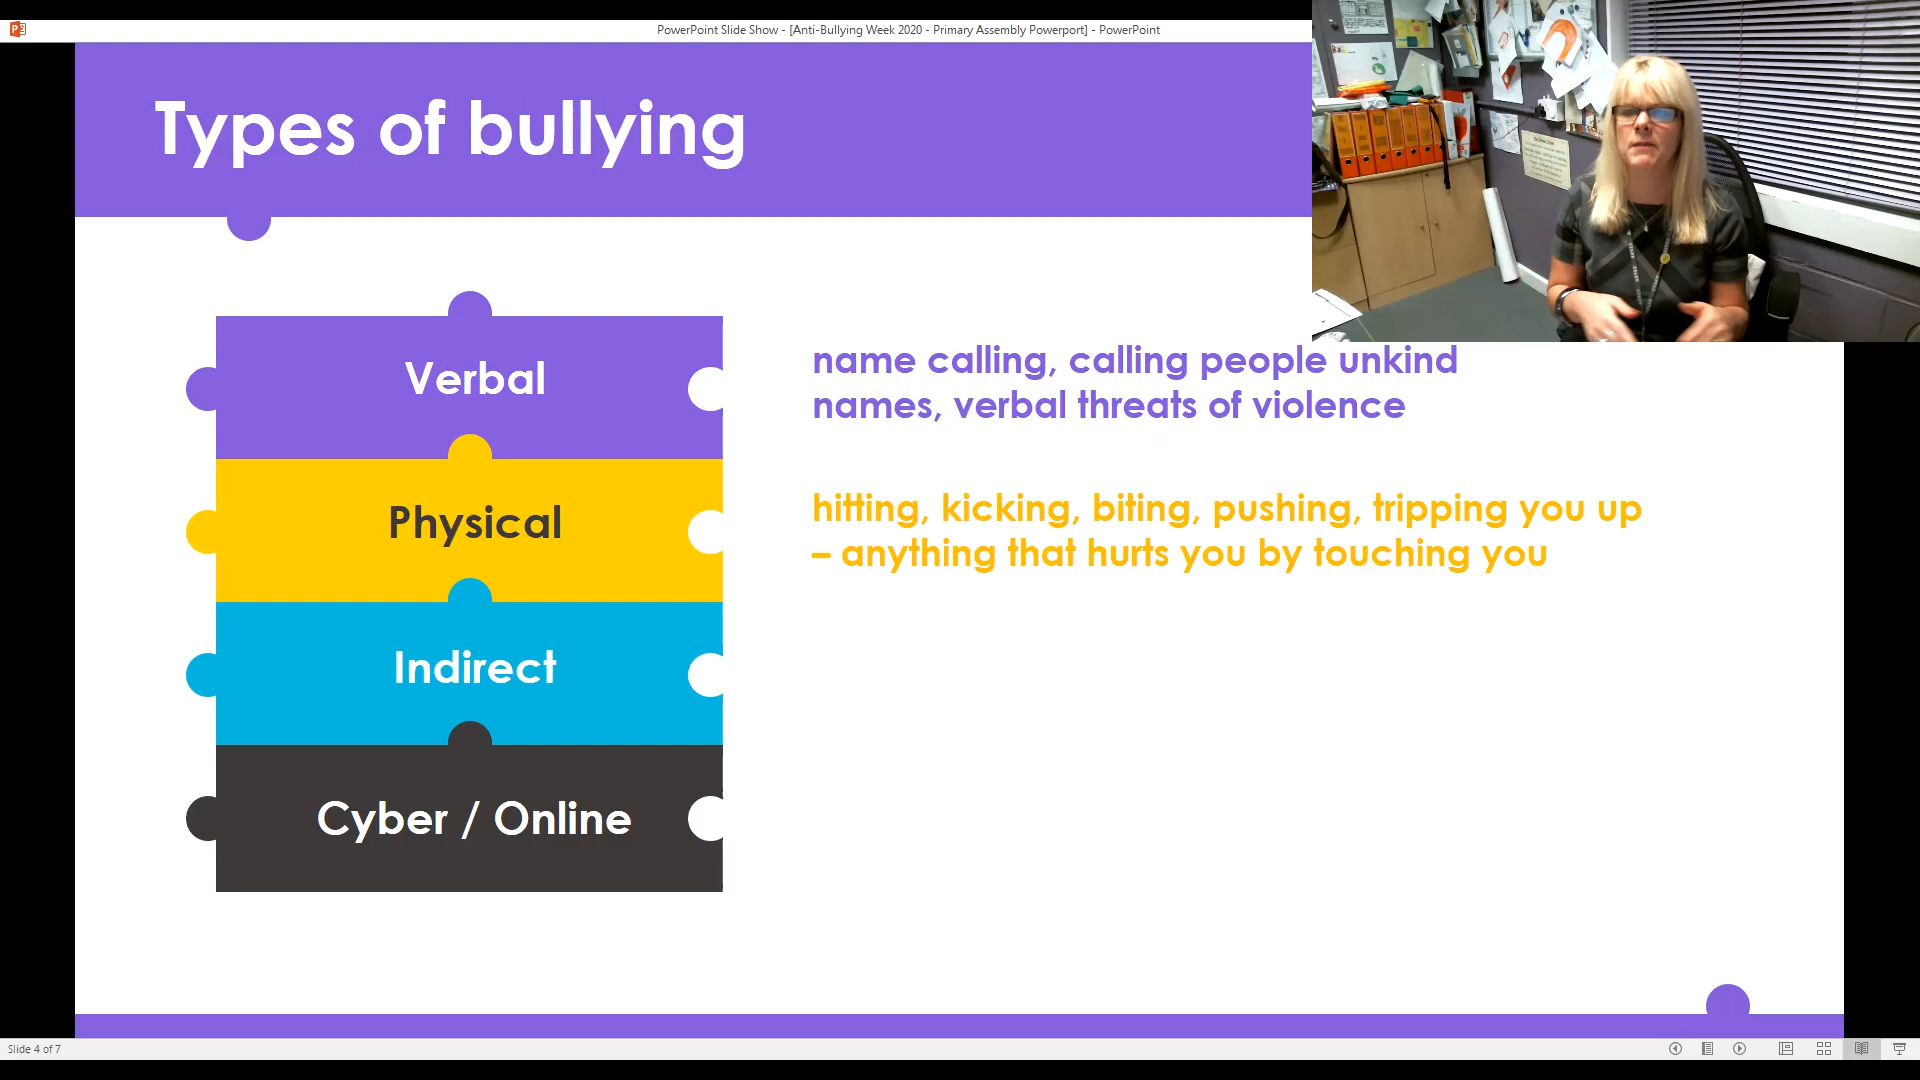 PowerPoint Slide Show - [Anti-Bullying Week 2020 - Primary Assembly Powerport] - PowerPoint
Types of bullying
Verbal
name calling, calling people unkind
names, verbal threats of violence
Physical
hitting, kicking, biting, pushing, tripping you up
– anything that hurts you by touching you
Indirect
Cyber / Online
Slide 4 of 7